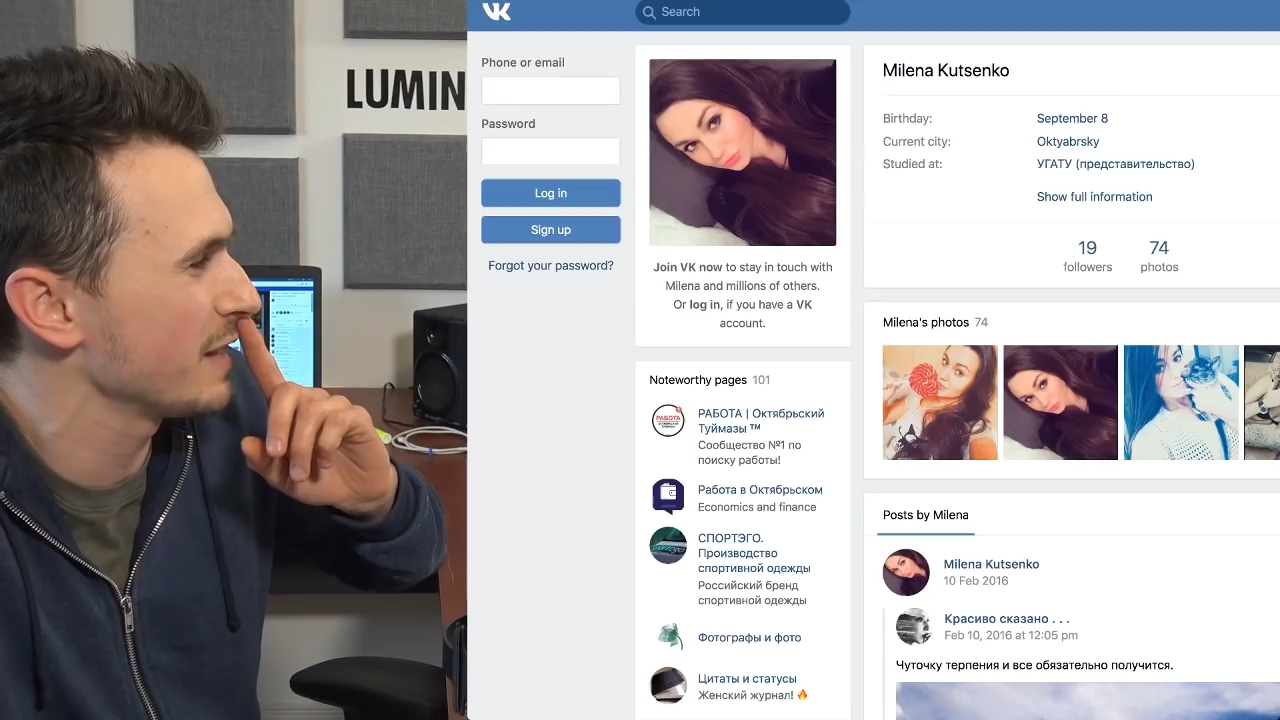 LUMIN
VK
Search
Phone or email
Password
Log in
Sign up
Forgot your password?
Join VK now to stay in touch with
Milena and millions of others.
Or log in, if you have a VK
account.
Noteworthy pages 101
РАБОТА | Октябрьский
Туймазы ™
Сообщество №1 по
поиску работы!
Работа в Октябрьском
Economics and finance
СПОРТЭГО.
Производство
спортивной одежды
Российский бренд
спортивной одежды
Фотографы и фото
Цитаты и статусы
Женский журнал! 🔥
Milena Kutsenko
Birthday: September 8
Current city: Oktyabrsky
Studied at: УГАТУ (представительство)
Show full information
19 74
followers photos
Milena's photos 74
Posts by Milena
Milena Kutsenko
10 Feb 2016
Красиво сказано . . .
Feb 10, 2016 at 12:05 pm
Чуточку терпения и все обязательно получится.